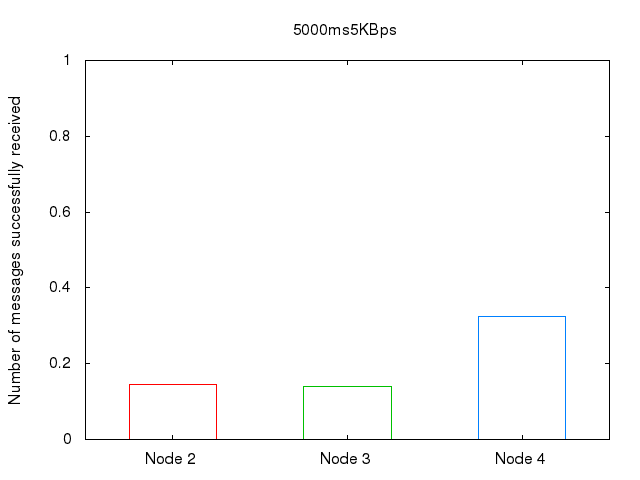 5000ms5KBps
Number of messages successfully received
1
0.8
0.6
0.4
0.2
0
Node 2 Node 3 Node 4